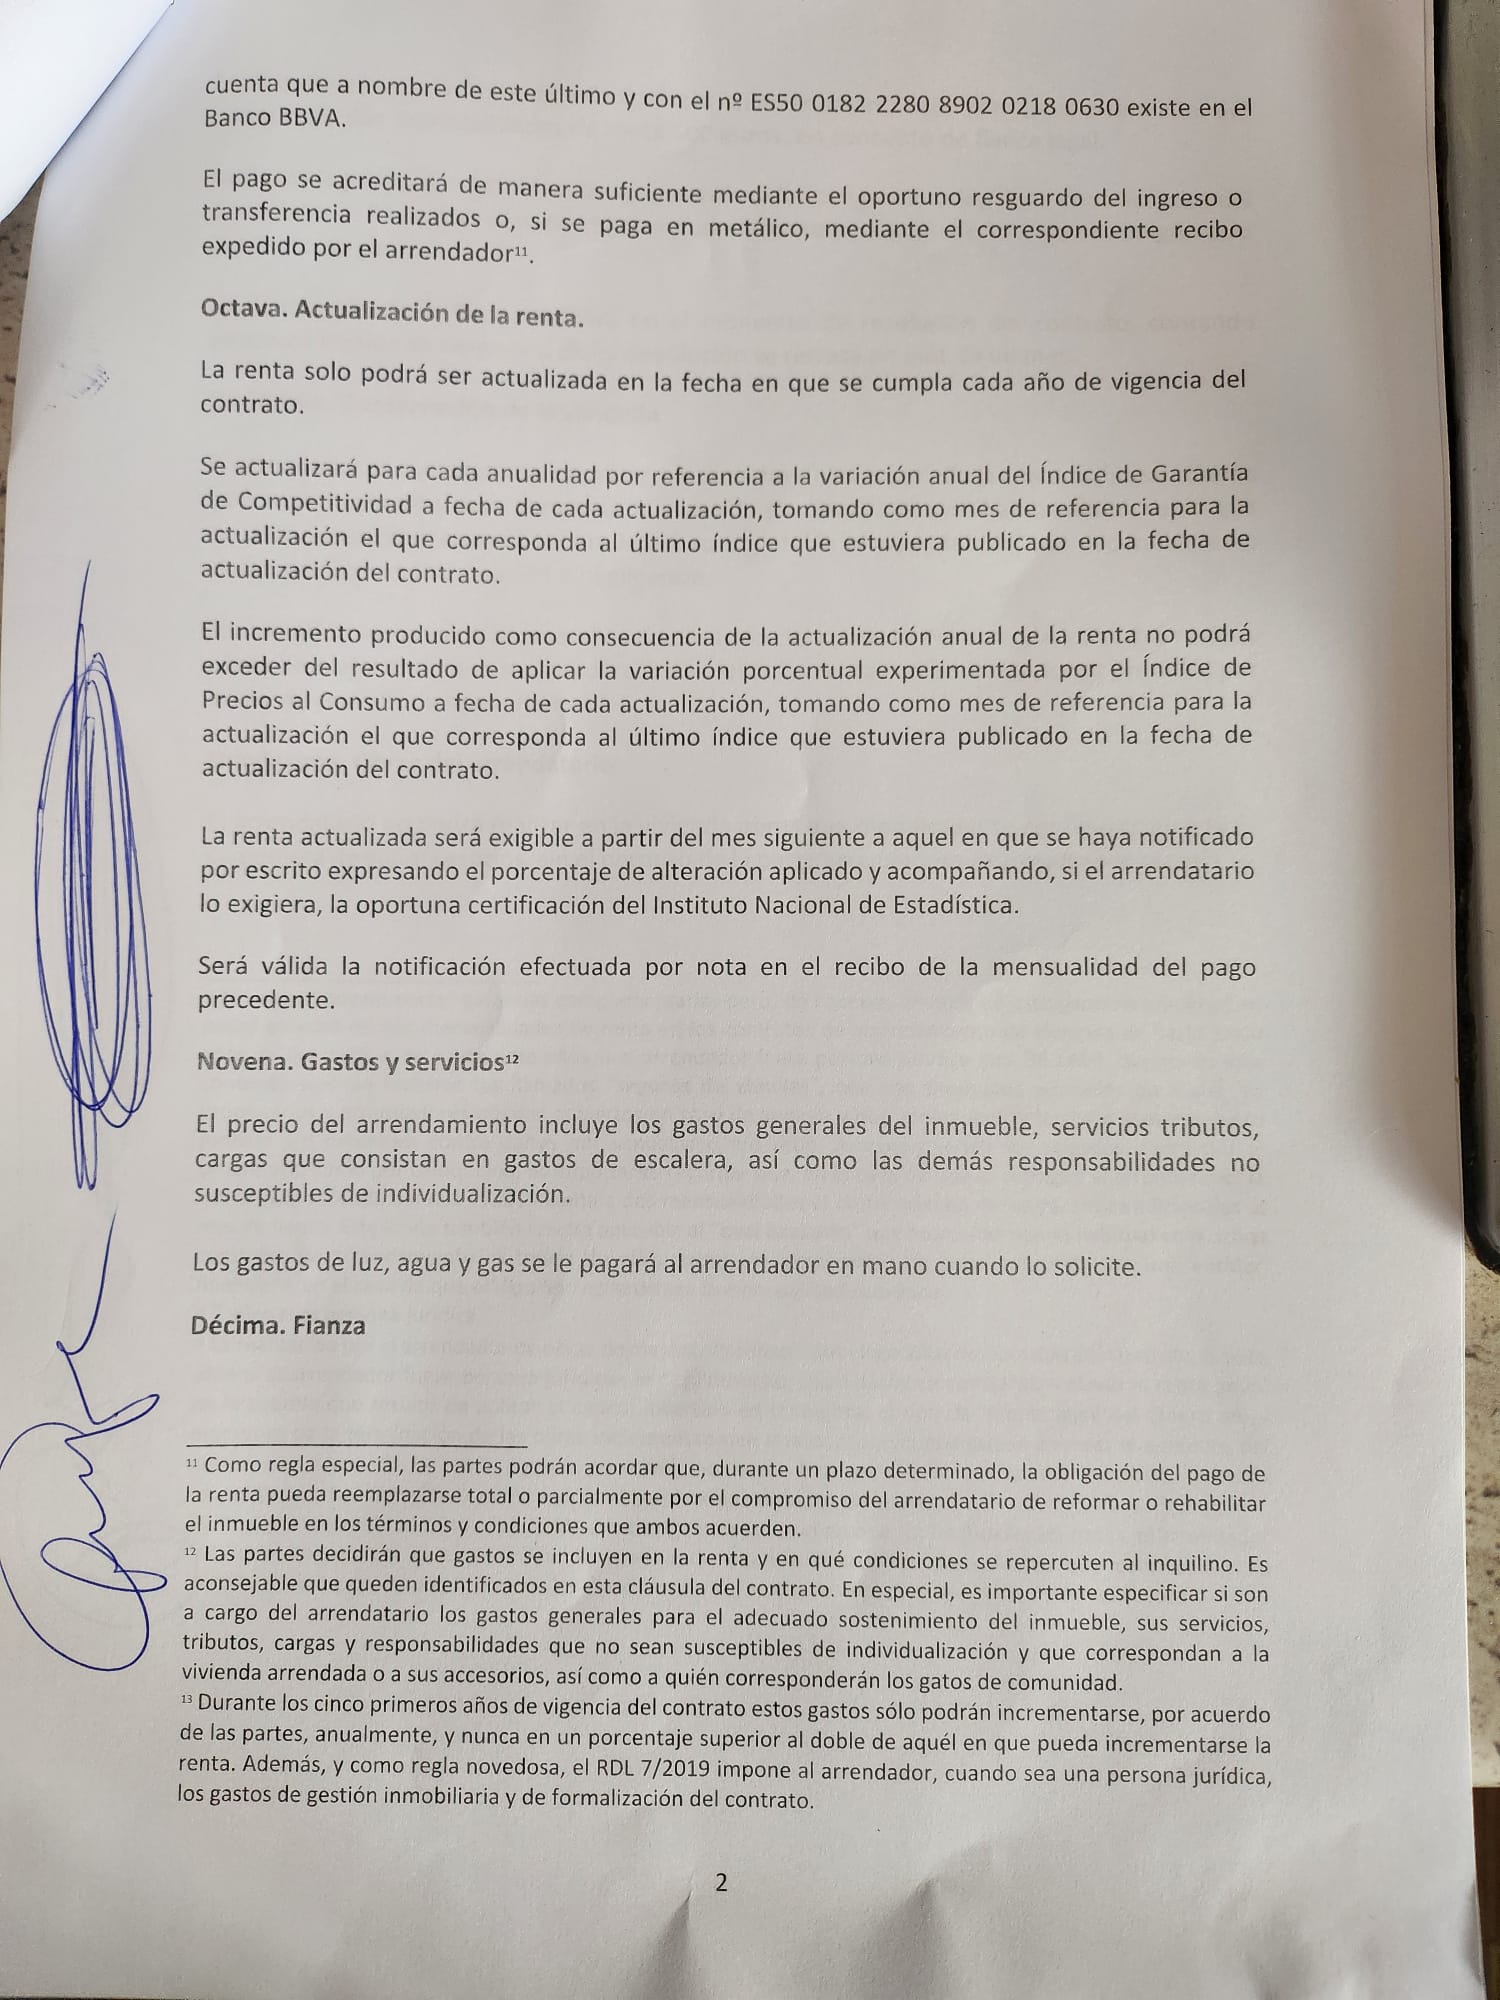 cuenta que a nombre de este último y con el nº ES50 0182 2280 8902 0218 0630 existe en el
Banco BBVA.
El pago se acreditará de manera suficiente mediante el oportuno resguardo del ingreso o
transferencia realizados o, si se paga en metálico, mediante el correspondiente recibo
expedido por el arrendador¹¹.
Octava. Actualización de la renta.
La renta solo podrá ser actualizada en la fecha en que se cumpla cada año de vigencia del
contrato.
Se actualizará para cada anualidad por referencia a la variación anual del Índice de Garantía
de Competitividad a fecha de cada actualización, tomando como mes de referencia para la
actualización el que corresponda al último índice que estuviera publicado en la fecha de
actualización del contrato.
El incremento producido como consecuencia de la actualización anual de la renta no podrá
exceder del resultado de aplicar la variación porcentual experimentada por el Índice de
Precios al Consumo a fecha de cada actualización, tomando como mes de referencia para la
actualización el que corresponda al último índice que estuviera publicado en la fecha de
actualización del contrato.
La renta actualizada será exigible a partir del mes siguiente a aquel en que se haya notificado
por escrito expresando el porcentaje de alteración aplicado y acompañando, si el arrendatario
lo exigiera, la oportuna certificación del Instituto Nacional de Estadística.
Será válida la notificación efectuada por nota en el recibo de la mensualidad del pago
precedente.
Novena. Gastos y servicios¹²
El precio del arrendamiento incluye los gastos generales del inmueble, servicios tributos,
cargas que consistan en gastos de escalera, así como las demás responsabilidades no
susceptibles de individualización.
Los gastos de luz, agua y gas se le pagará al arrendador en mano cuando lo solicite.
Décima. Fianza
¹¹ Como regla especial, las partes podrán acordar que, durante un plazo determinado, la obligación del pago de
la renta pueda reemplazarse total o parcialmente por el compromiso del arrendatario de reformar o rehabilitar
el inmueble en los términos y condiciones que ambos acuerden.
¹² Las partes decidirán que gastos se incluyen en la renta y en qué condiciones se repercuten al inquilino. Es
aconsejable que queden identificados en esta cláusula del contrato. En especial, es importante especificar si son
a cargo del arrendatario los gastos generales para el adecuado sostenimiento del inmueble, sus servicios,
tributos, cargas y responsabilidades que no sean susceptibles de individualización y que correspondan a la
vivienda arrendada o a sus accesorios, así como a quién corresponderán los gatos de comunidad.
¹³ Durante los cinco primeros años de vigencia del contrato estos gastos sólo podrán incrementarse, por acuerdo
de las partes, anualmente, y nunca en un porcentaje superior al doble de aquél en que pueda incrementarse la
renta. Además, y como regla novedosa, el RDL 7/2019 impone al arrendador, cuando sea una persona jurídica,
los gastos de gestión inmobiliaria y de formalización del contrato.
2